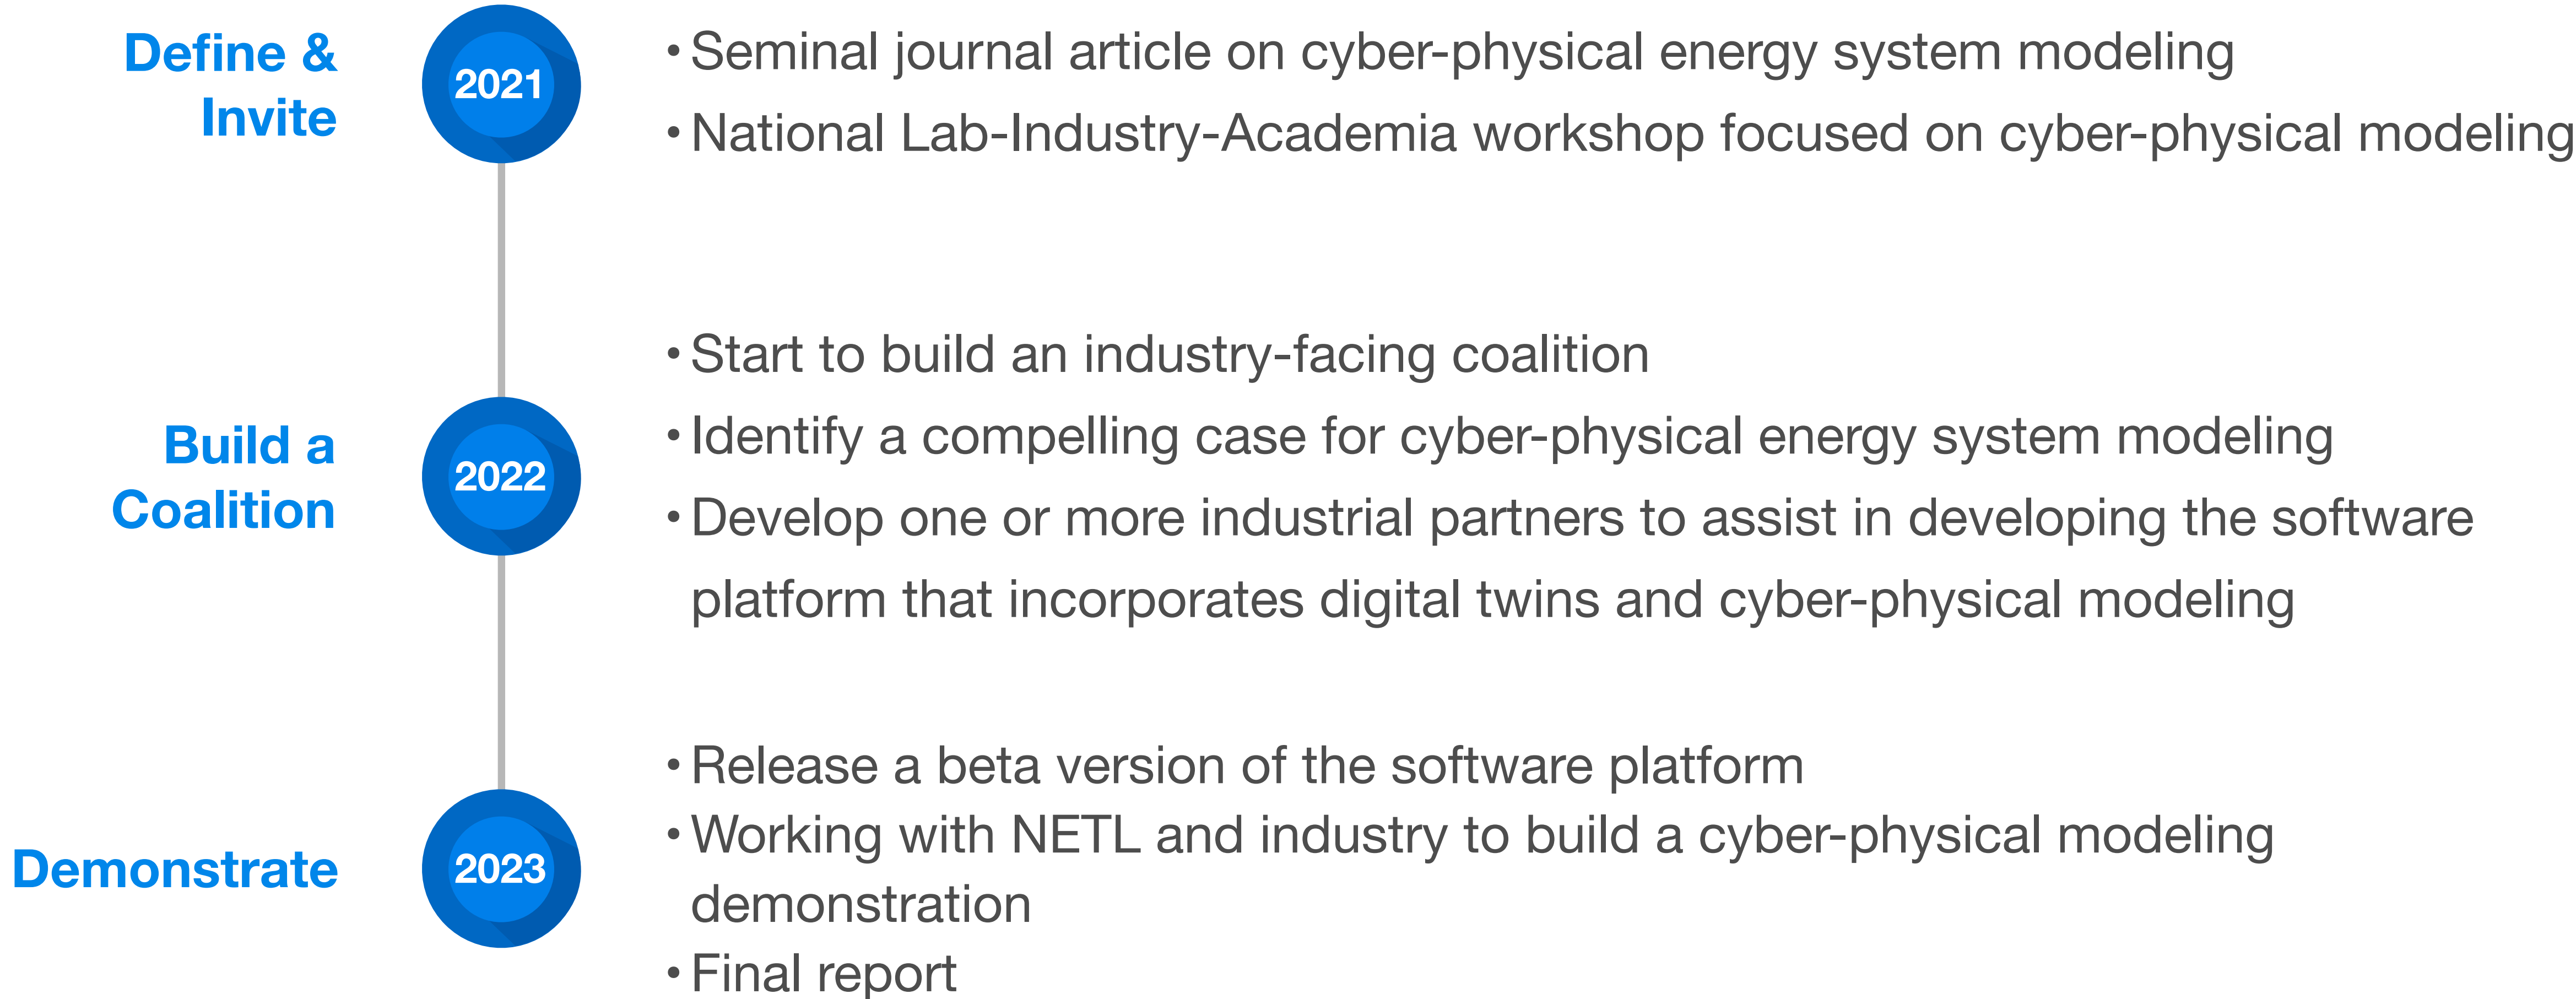 Define &
Invite
2021
• Seminal journal article on cyber-physical energy system modeling
• National Lab-Industry-Academia workshop focused on cyber-physical modeling
Build a
Coalition
2022
• Start to build an industry-facing coalition
• Identify a compelling case for cyber-physical energy system modeling
• Develop one or more industrial partners to assist in developing the software
platform that incorporates digital twins and cyber-physical modeling
Demonstrate
2023
• Release a beta version of the software platform
• Working with NETL and industry to build a cyber-physical modeling
demonstration
• Final report